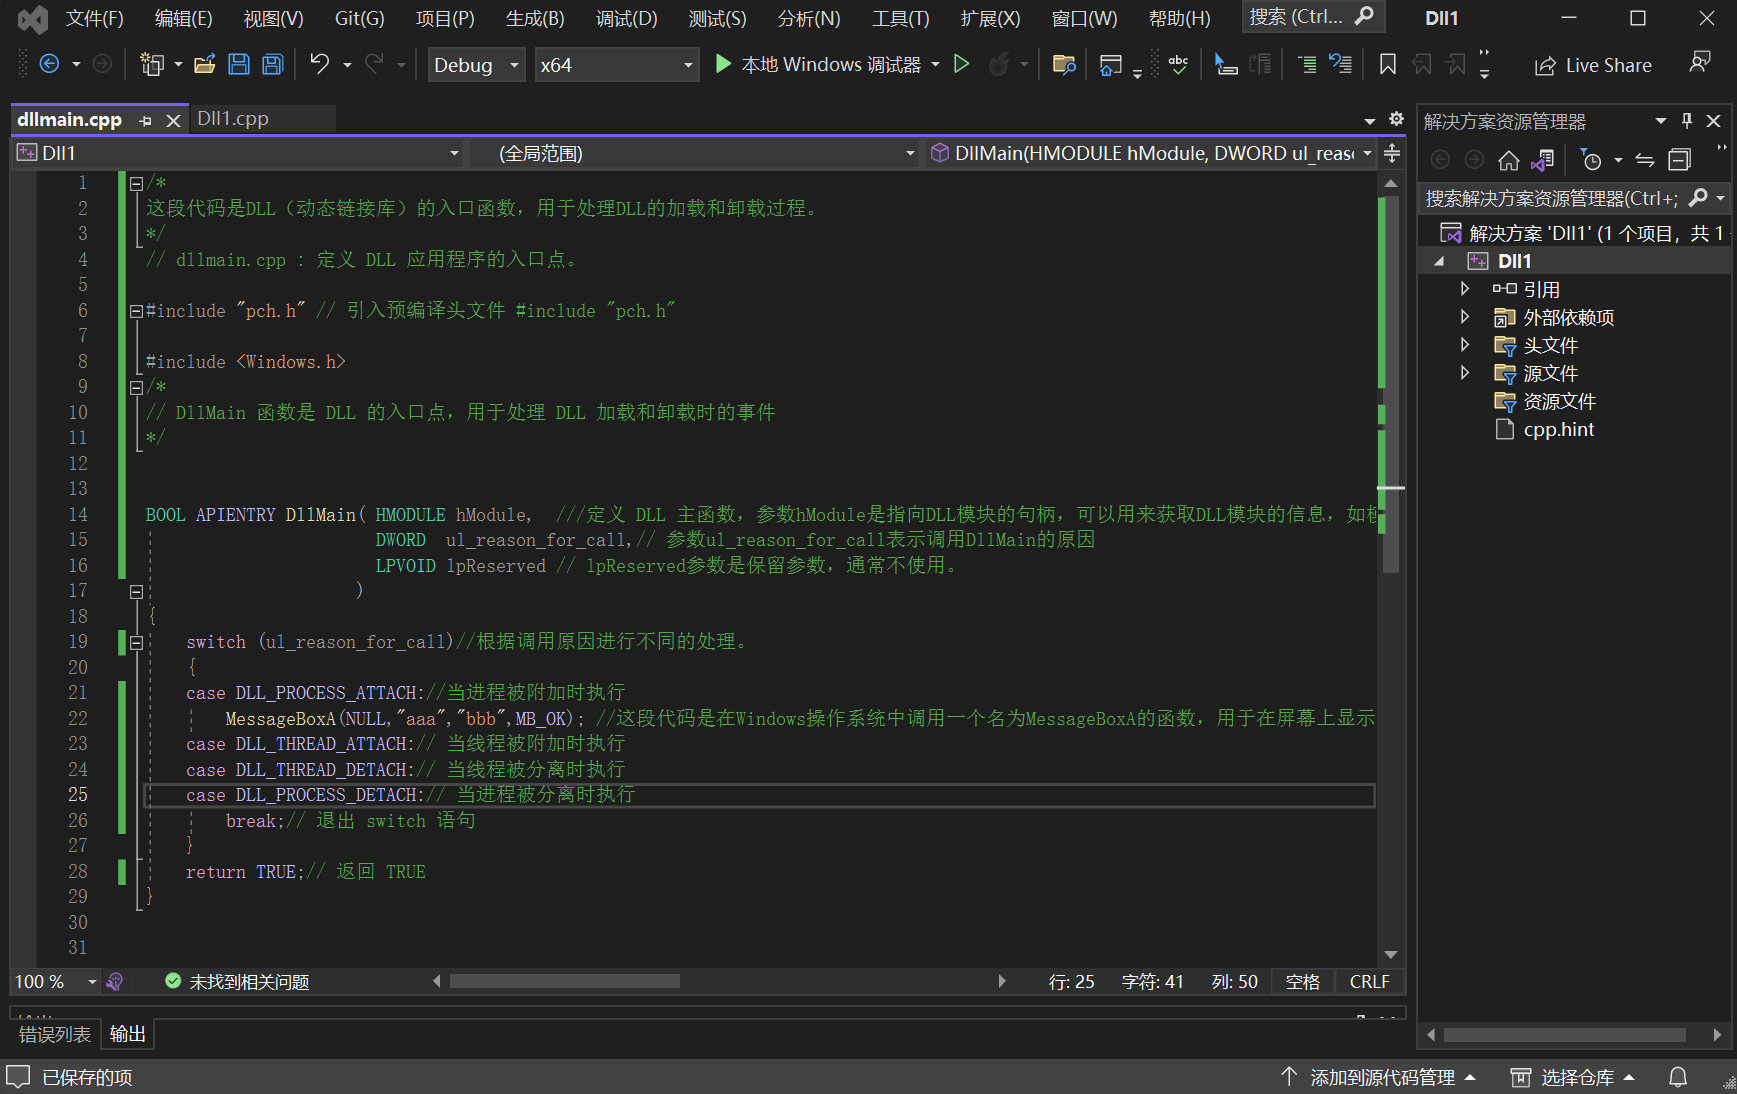 文件(F) 编辑(E) 视图(V) Git(G) 项目(P) 生成(B) 调试(D) 测试(S) 分析(N) 工具(T) 扩展(X) 窗口(W) 帮助(H) 搜索 (Ctrl... Dll1
Debug x64 本地 Windows 调试器 abc Live Share
dllmain.cpp Dll1.cpp
Dll1 (全局范围) DllMain(HMODULE hModule, DWORD ul_reaso
1 /*
2 这段代码是DLL（动态链接库）的入口函数，用于处理DLL的加载和卸载过程。
3 */
4 // dllmain.cpp : 定义 DLL 应用程序的入口点。
5
6 #include "pch.h" // 引入预编译头文件 #include "pch.h"
7
8 #include <Windows.h>
9 /*
10 // DllMain 函数是 DLL 的入口点，用于处理 DLL 加载和卸载时的事件
11 */
12
13
14 BOOL APIENTRY DllMain( HMODULE hModule, ///定义 DLL 主函数，参数hModule是指向DLL模块的句柄，可以用来获取DLL模块的信息，如
15 DWORD ul_reason_for_call,// 参数ul_reason_for_call表示调用DllMain的原因
16 LPVOID lpReserved // lpReserved参数是保留参数，通常不使用。
17 )
18 {
19 switch (ul_reason_for_call)//根据调用原因进行不同的处理。
20 {
21 case DLL_PROCESS_ATTACH://当进程被附加时执行
22 MessageBoxA(NULL,"aaa","bbb",MB_OK); //这段代码是在Windows操作系统中调用一个名为MessageBoxA的函数，用于在屏幕上显示
23 case DLL_THREAD_ATTACH:// 当线程被附加时执行
24 case DLL_THREAD_DETACH:// 当线程被分离时执行
25 case DLL_PROCESS_DETACH:// 当进程被分离时执行
26 break;// 退出 switch 语句
27 }
28 return TRUE;// 返回 TRUE
29 }
30
31
100 % 未找到相关问题 行: 25 字符: 41 列: 50 空格 CRLF
错误列表 输出
解决方案资源管理器
搜索解决方案资源管理器(Ctrl+;
解决方案 'Dll1' (1 个项目，共 1
Dll1
引用
外部依赖项
头文件
源文件
资源文件
cpp.hint
已保存的项 添加到源代码管理 选择仓库